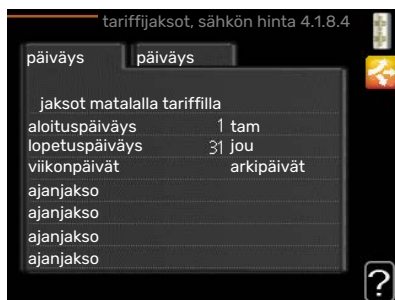 tariffijaksot, sähkön hinta 4.1.8.4
päiväys päiväys
jaksot matalalla tariffilla
aloituspäiväys 1 tam
lopetuspäiväys 31 jou
viikonpäivät arkipäivät
ajanjakso
ajanjakso
ajanjakso
ajanjakso
?